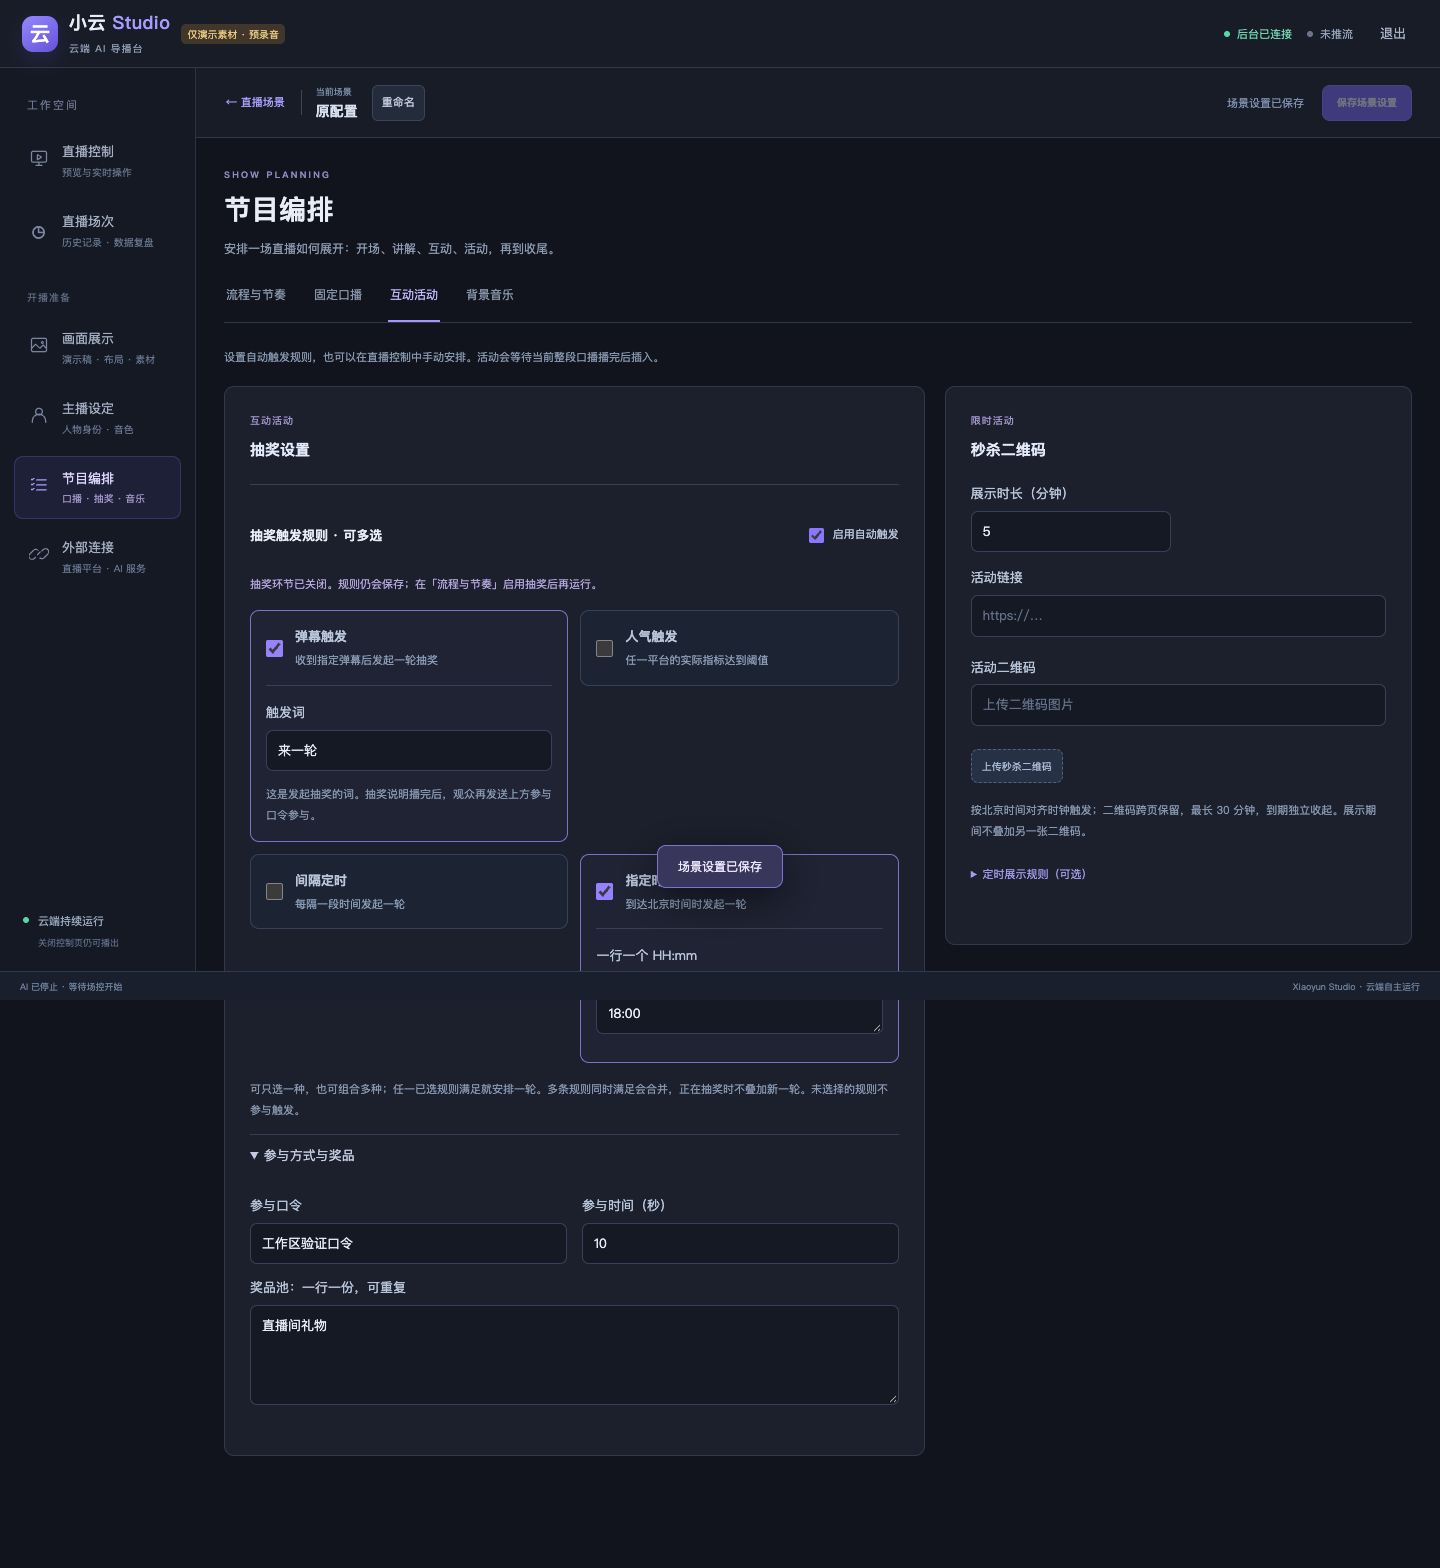 云 小云 Studio
云端 AI 导播台
仅演示素材 · 预录音
后台已连接
未推流
退出
工作空间
直播控制
预览与实时操作
直播场次
历史记录 · 数据复盘
开播准备
画面展示
演示稿 · 布局 · 素材
主播设定
人物身份 · 音色
节目编排
口播 · 抽奖 · 音乐
外部连接
直播平台 · AI 服务
云端持续运行
关闭控制页仍可播出
← 直播场景
当前场景
原配置
重命名
场景设置已保存
保存场景设置
SHOW PLANNING
节目编排
安排一场直播如何展开：开场、讲解、互动、活动，再到收尾。
流程与节奏
固定口播
互动活动
背景音乐
设置自动触发规则，也可以在直播控制中手动安排。活动会等待当前整段口播播完后插入。
互动活动
抽奖设置
抽奖触发规则 · 可多选
启用自动触发
抽奖环节已关闭。规则仍会保存；在「流程与节奏」启用抽奖后再运行。
弹幕触发
收到指定弹幕后发起一轮抽奖
触发词
来一轮
这是发起抽奖的词。抽奖说明播完后，观众再发送上方参与
口令参与。
人气触发
任一平台的实际指标达到阈值
间隔定时
每隔一段时间发起一轮
指定时
到达北京时间时发起一轮
一行一个 HH:mm
18:00
场景设置已保存
可只选一种，也可组合多种；任一已选规则满足就安排一轮。多条规则同时满足会合并，正在抽奖时不叠加新一轮。未选择的规则不
参与触发。
▼ 参与方式与奖品
参与口令
工作区验证口令
参与时间（秒）
10
奖品池：一行一份，可重复
直播间礼物
限时活动
秒杀二维码
展示时长（分钟）
5
活动链接
https://...
活动二维码
上传二维码图片
上传秒杀二维码
按北京时间对齐时钟触发；二维码跨页保留，最长 30 分钟，到期独立收起。展示期
间不叠加另一张二维码。
▶ 定时展示规则（可选）
AI 已停止 · 等待场控开始
Xiaoyun Studio · 云端自主运行